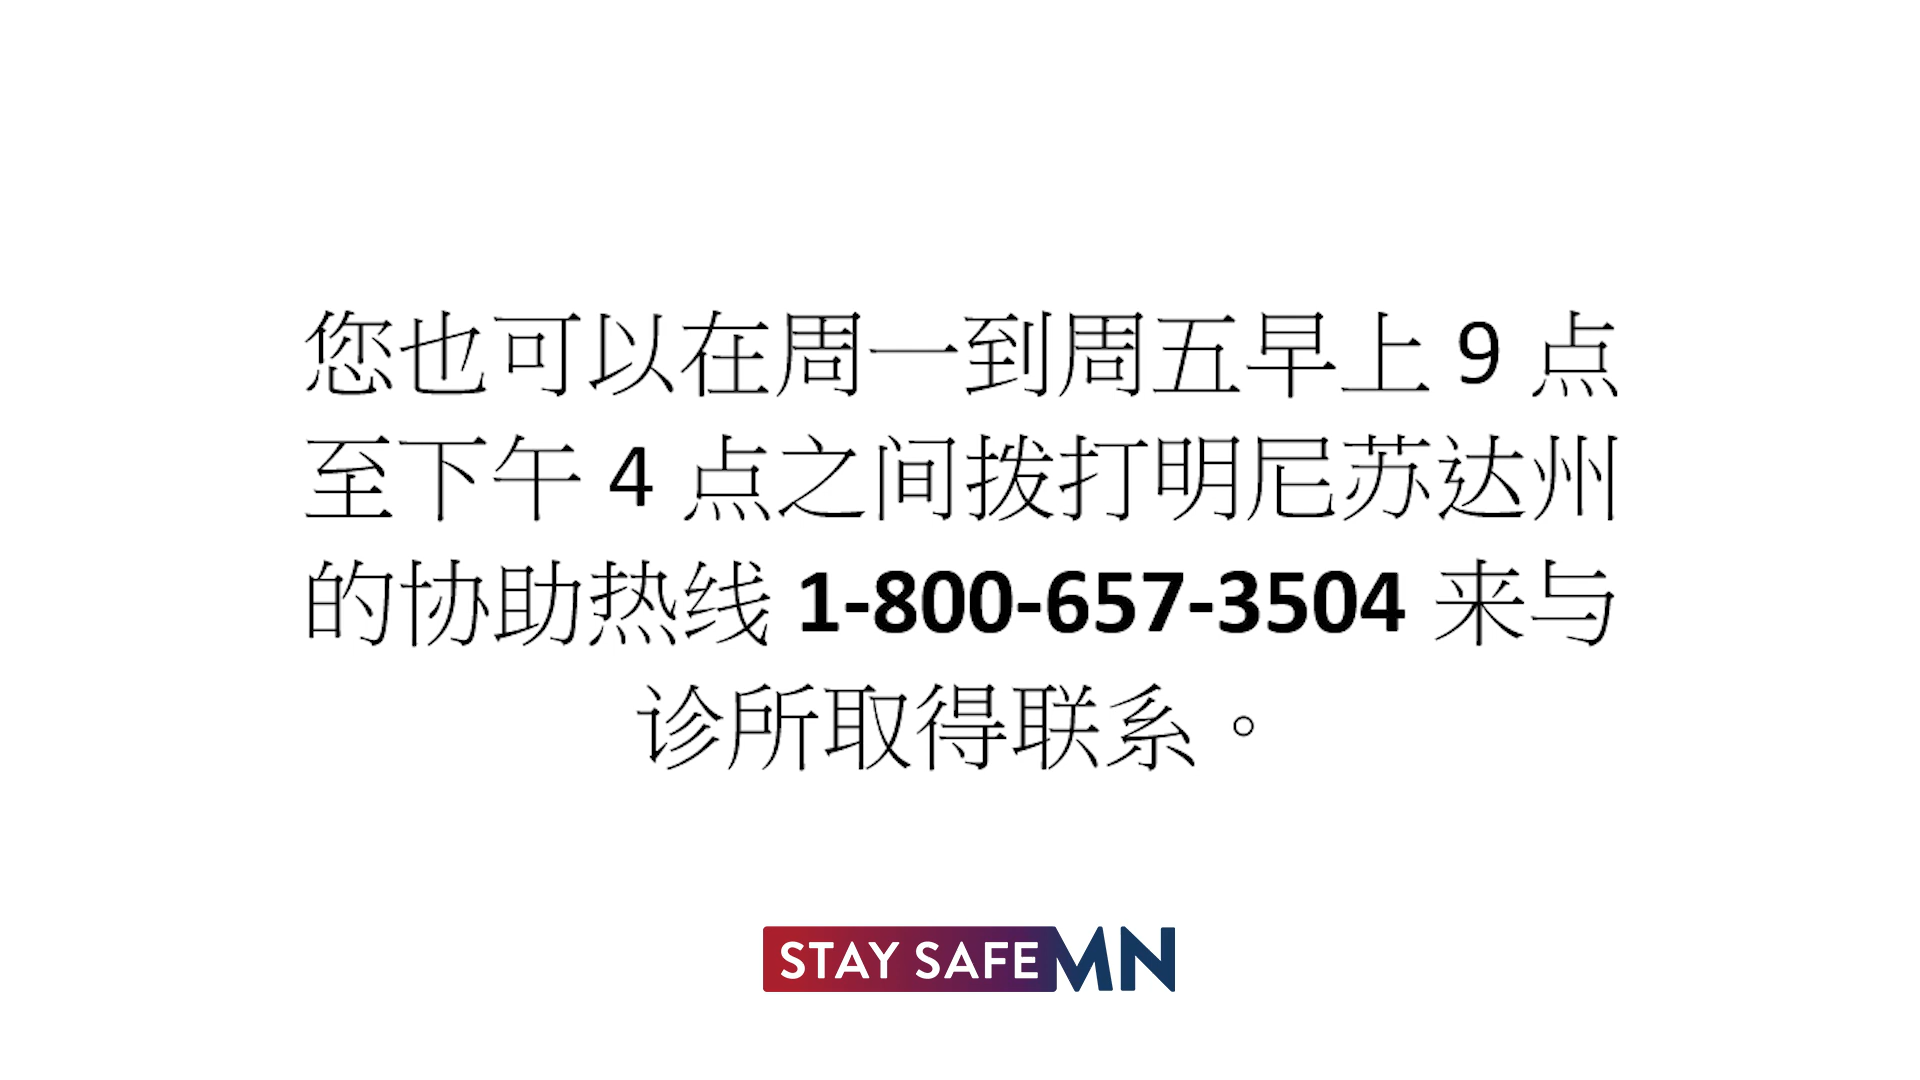 您也可以在周一到周五早上 9 点
至下午 4 点之间拨打明尼苏达州
的协助热线 1-800-657-3504 来与
诊所取得联系。
STAY SAFE MN